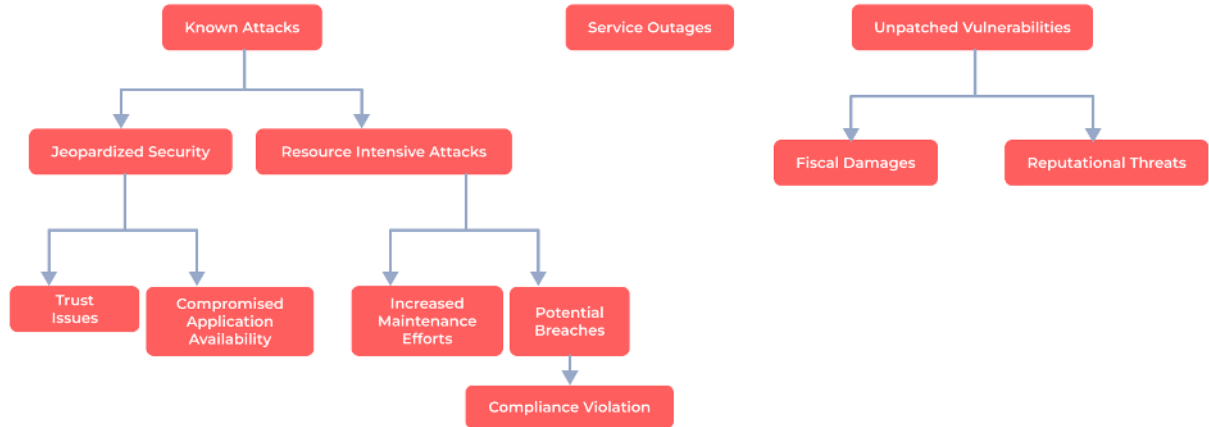 Known Attacks
Service Outages
Unpatched Vulnerabilities
Jeopardized Security
Resource Intensive Attacks
Fiscal Damages
Reputational Threats
Trust
Issues
Compromised
Application
Availability
Increased
Maintenance
Efforts
Potential
Breaches
Compliance Violation